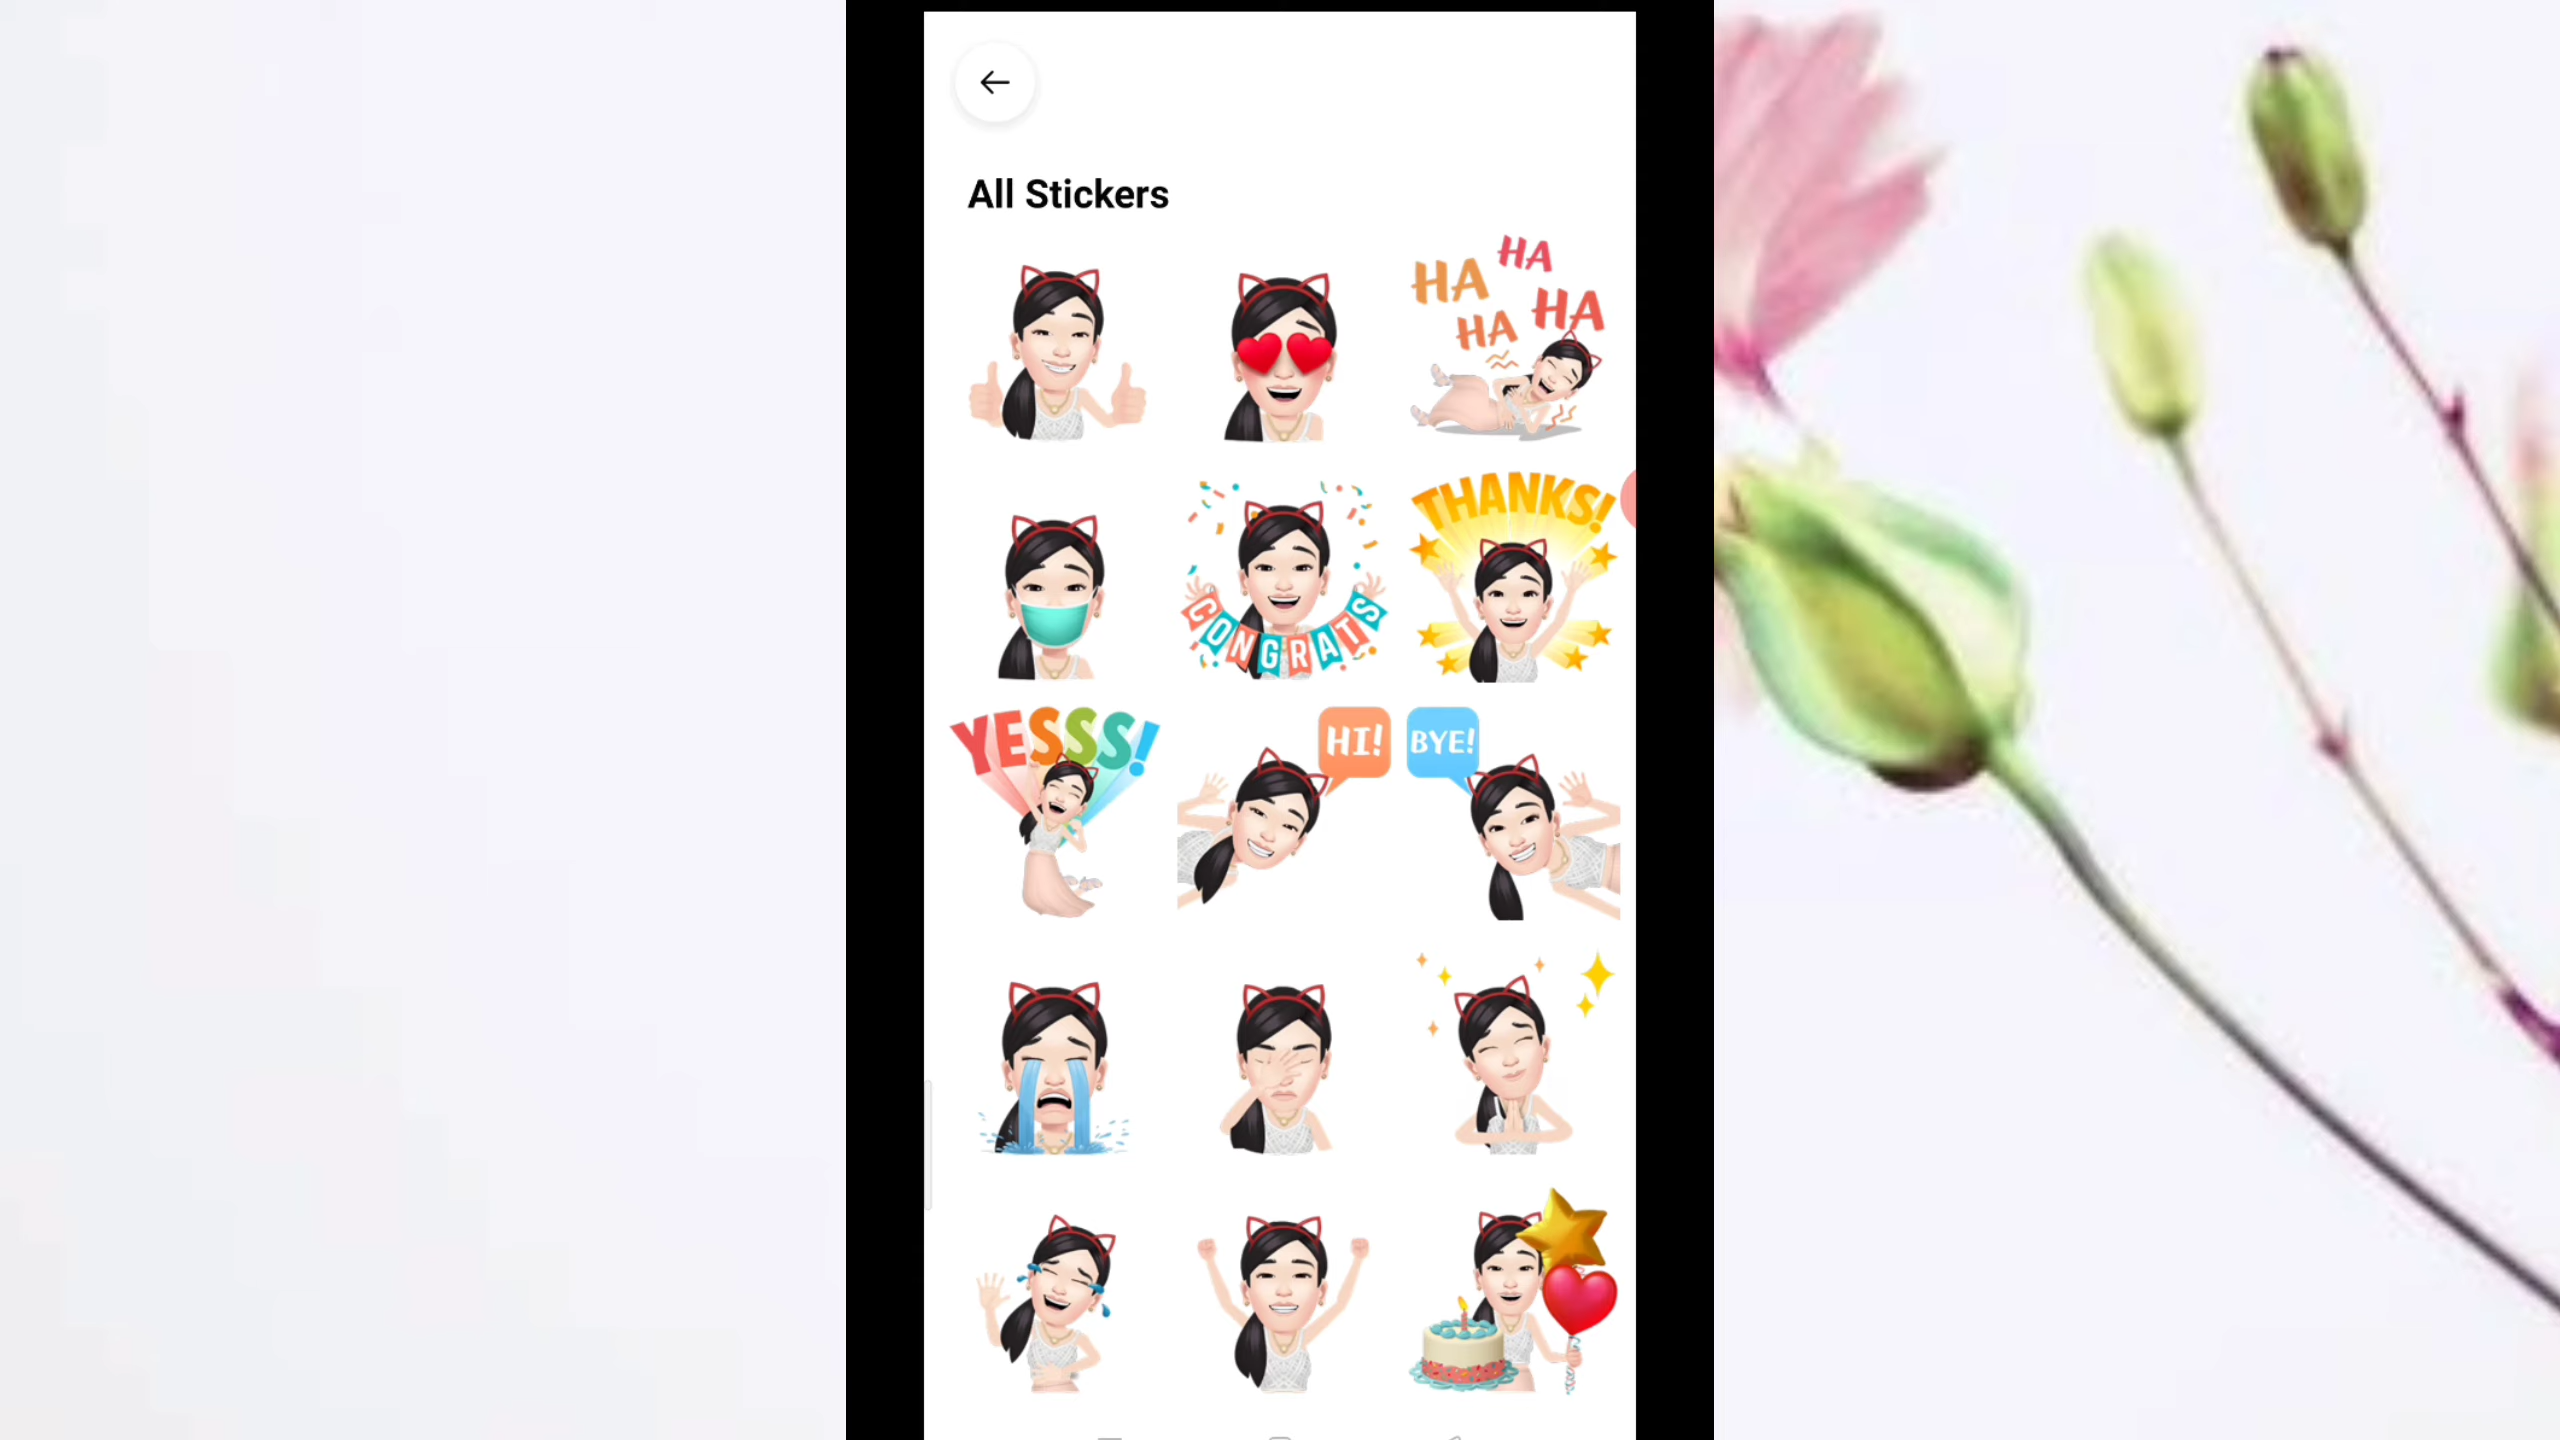 All Stickers
HA
HA
HA
HA
THANKS!
CONGRATS
YESSS!
HI!
BYE!